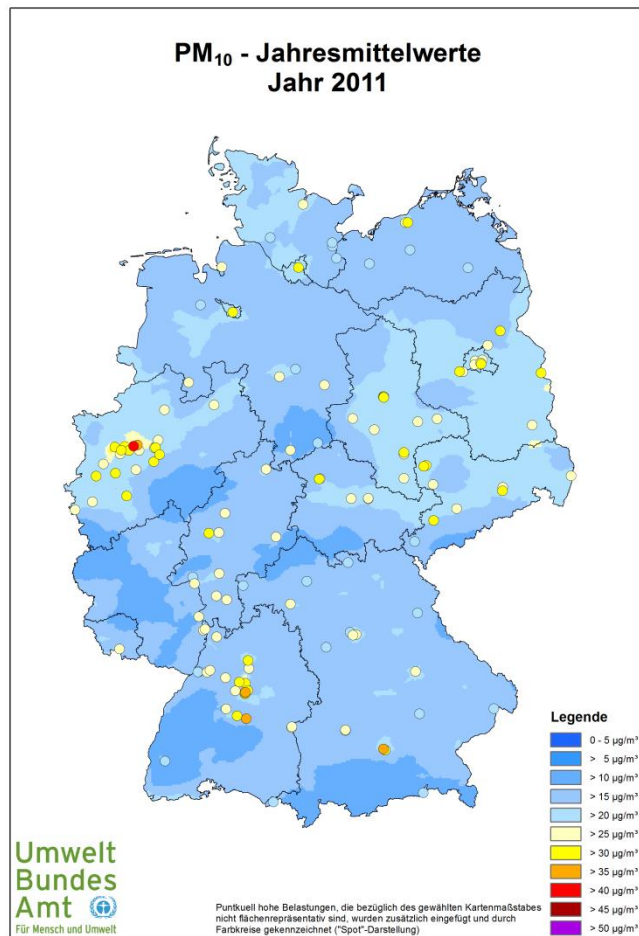 PM₁₀ - Jahresmittelwerte
Jahr 2011
Legende
0 - 5 µg/m³
> 5 µg/m³
> 10 µg/m³
> 15 µg/m³
> 20 µg/m³
> 25 µg/m³
> 30 µg/m³
> 35 µg/m³
> 40 µg/m³
> 45 µg/m³
> 50 µg/m³
Umwelt
Bundes
Amt
Für Mensch und Umwelt
Punktuell hohe Belastungen, die bezüglich des gewählten Kartenmaßstabes
nicht flächenrepräsentativ sind, wurden zusätzlich eingefügt und durch
Farbkreise gekennzeichnet ("Spot"-Darstellung)